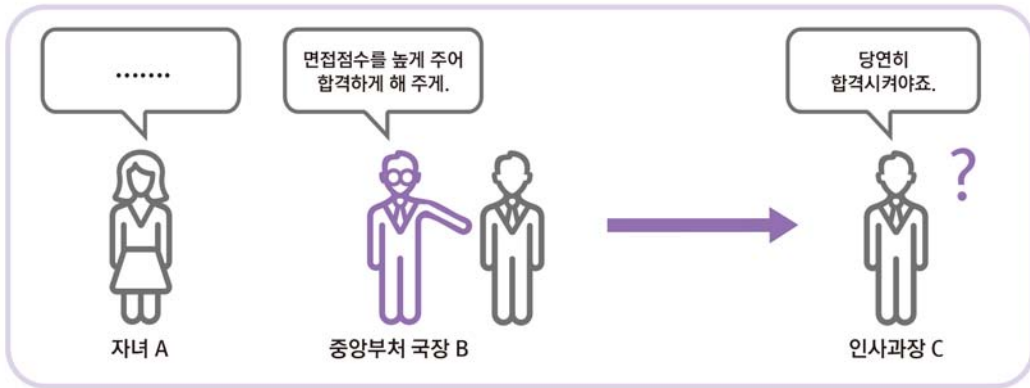 .......
면접점수를 높게 주어
합격하게 해 주게.
당연히
합격시켜야죠.
?
자녀 A
중앙부처 국장 B
인사과장 C